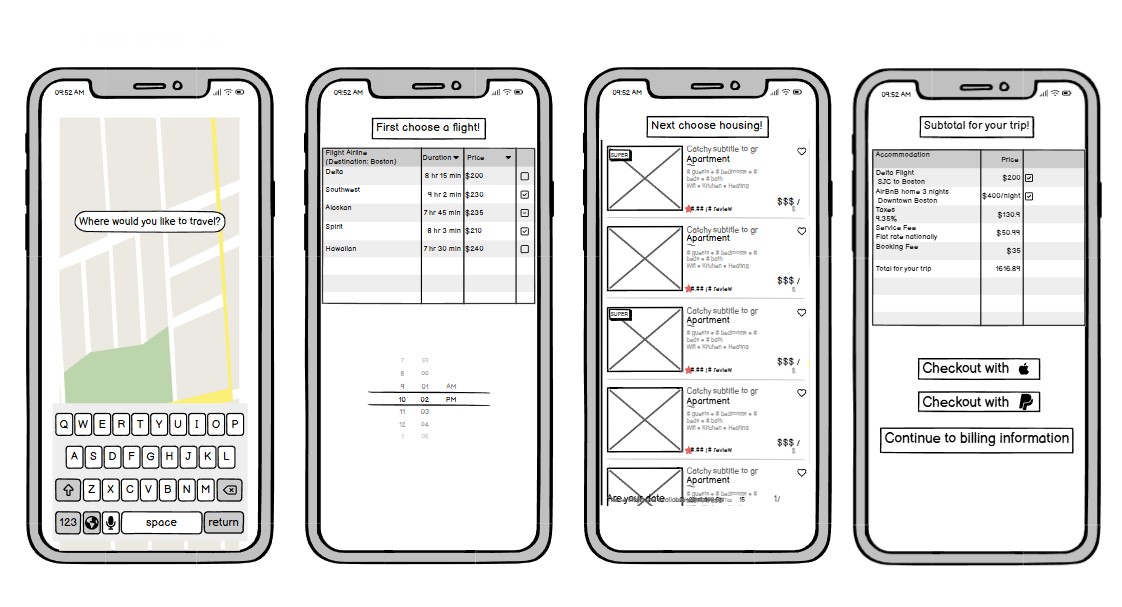 09:52 AM
Where would you like to travel?
Q W E R T Y U I O P
A S D F G H J K L
Z X C V B N M
123 space return
09:52 AM
First choose a flight!
Flight Airline
(Destination: Boston) Duration Price
Delta 8 hr 15 min $200
Southwest 9 hr 2 min $230
Alaskan 7 hr 45 min $235
Spirit 8 hr 3 min $210
Hawaiian 7 hr 30 min $240
7 59
8 00
9 01 AM
10 02 PM
11 03
12 04
1 05
09:52 AM
Next choose housing!
SUPER
Catchy subtitle to gr
Apartment
# guests • # bedrooms • #
beds • # bath
Wifi • Kitchen • Heating
#.## (# review
$$$ /
Catchy subtitle to gr
Apartment
# guests • # bedrooms • #
beds • # bath
Wifi • Kitchen • Heating
#.## (# review
$$$ /
SUPER
Catchy subtitle to gr
Apartment
# guests • # bedrooms • #
beds • # bath
Wifi • Kitchen • Heating
#.## (# review
$$$ /
Catchy subtitle to gr
Apartment
# guests • # bedrooms • #
beds • # bath
Wifi • Kitchen • Heating
#.## (# review
$$$ /
Catchy subtitle to gr
Apartment
# guests • # bedrooms • #
Are your date 15 1/
09:52 AM
Subtotal for your trip!
Accommodation Price
Delta Flight
SJC to Boston $200
AirBnB home 3 nights
Downtown Boston $400/night
Taxes
9.35% $130.9
Service Fee
Flat rate nationally $50.99
Booking Fee $35
Total for your trip 1616.89
Checkout with
Checkout with
Continue to billing information